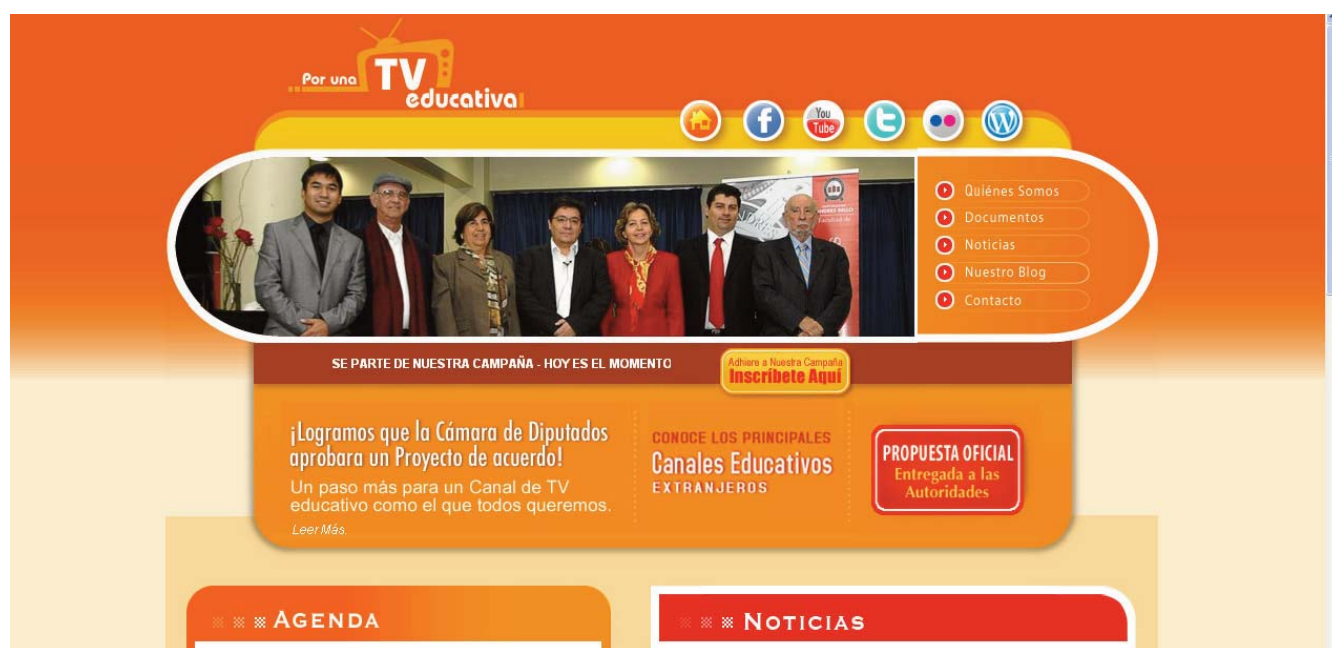 Por una
TV
educativa
You
Tube
Quiénes Somos
Documentos
Noticias
Nuestro Blog
Contacto
SE PARTE DE NUESTRA CAMPAÑA - HOY ES EL MOMENTO
Adhiere a Nuestra Campaña
Inscríbete Aquí
¡Logramos que la Cámara de Diputados
aprobara un Proyecto de acuerdo!
Un paso más para un Canal de TV
educativo como el que todos queremos.
Leer Más.
CONOCE LOS PRINCIPALES
Canales Educativos
EXTRANJEROS
PROPUESTA OFICIAL
Entregada a las
Autoridades
AGENDA
NOTICIAS